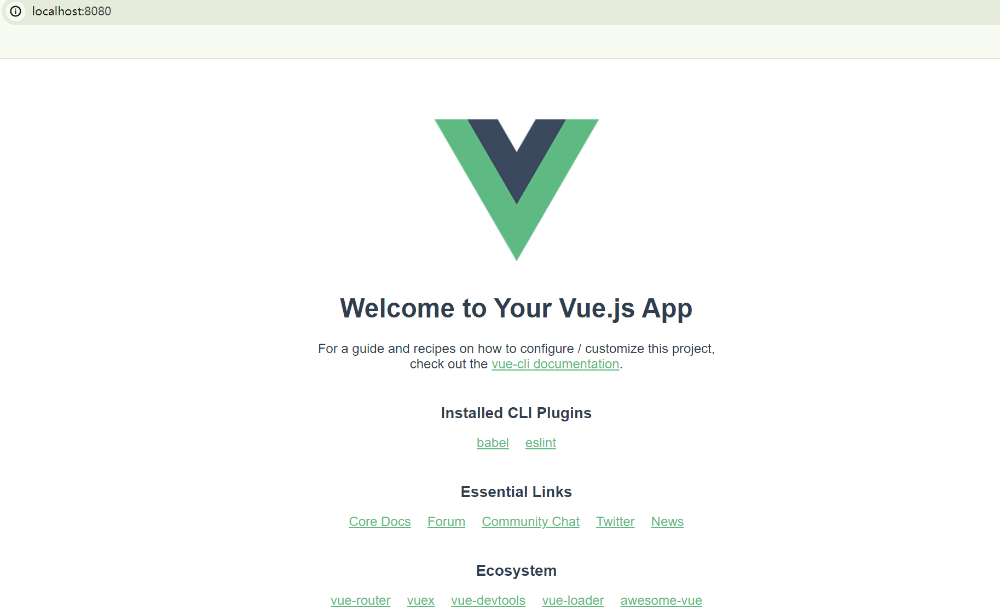 localhost:8080
Welcome to Your Vue.js App
For a guide and recipes on how to configure / customize this project,
check out the vue-cli documentation.
Installed CLI Plugins
babel eslint
Essential Links
Core Docs Forum Community Chat Twitter News
Ecosystem
vue-router vuex vue-devtools vue-loader awesome-vue